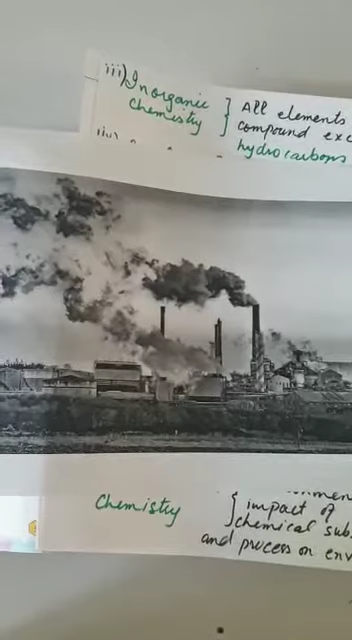 iii) Inorganic } All elements
chemistry } compound exc
hydrocarbons
Chemistry { impact of
chemical sub
and process on env